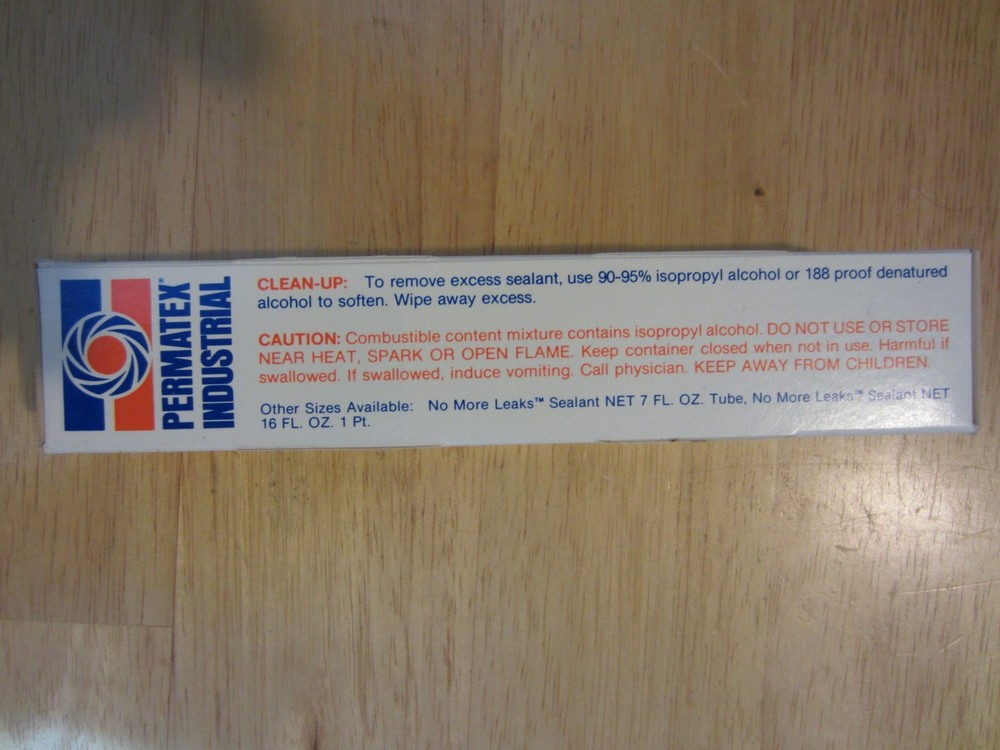 PERMATEX®
INDUSTRIAL
CLEAN-UP: To remove excess sealant, use 90-95% isopropyl alcohol or 188 proof denatured
alcohol to soften. Wipe away excess.
CAUTION: Combustible content mixture contains isopropyl alcohol. DO NOT USE OR STORE
NEAR HEAT, SPARK OR OPEN FLAME. Keep container closed when not in use. Harmful if
swallowed. If swallowed, induce vomiting. Call physician. KEEP AWAY FROM CHILDREN.
Other Sizes Available: No More Leaks™ Sealant NET 7 FL. OZ. Tube, No More Leaks™ Sealant NET
16 FL. OZ. 1 Pt.